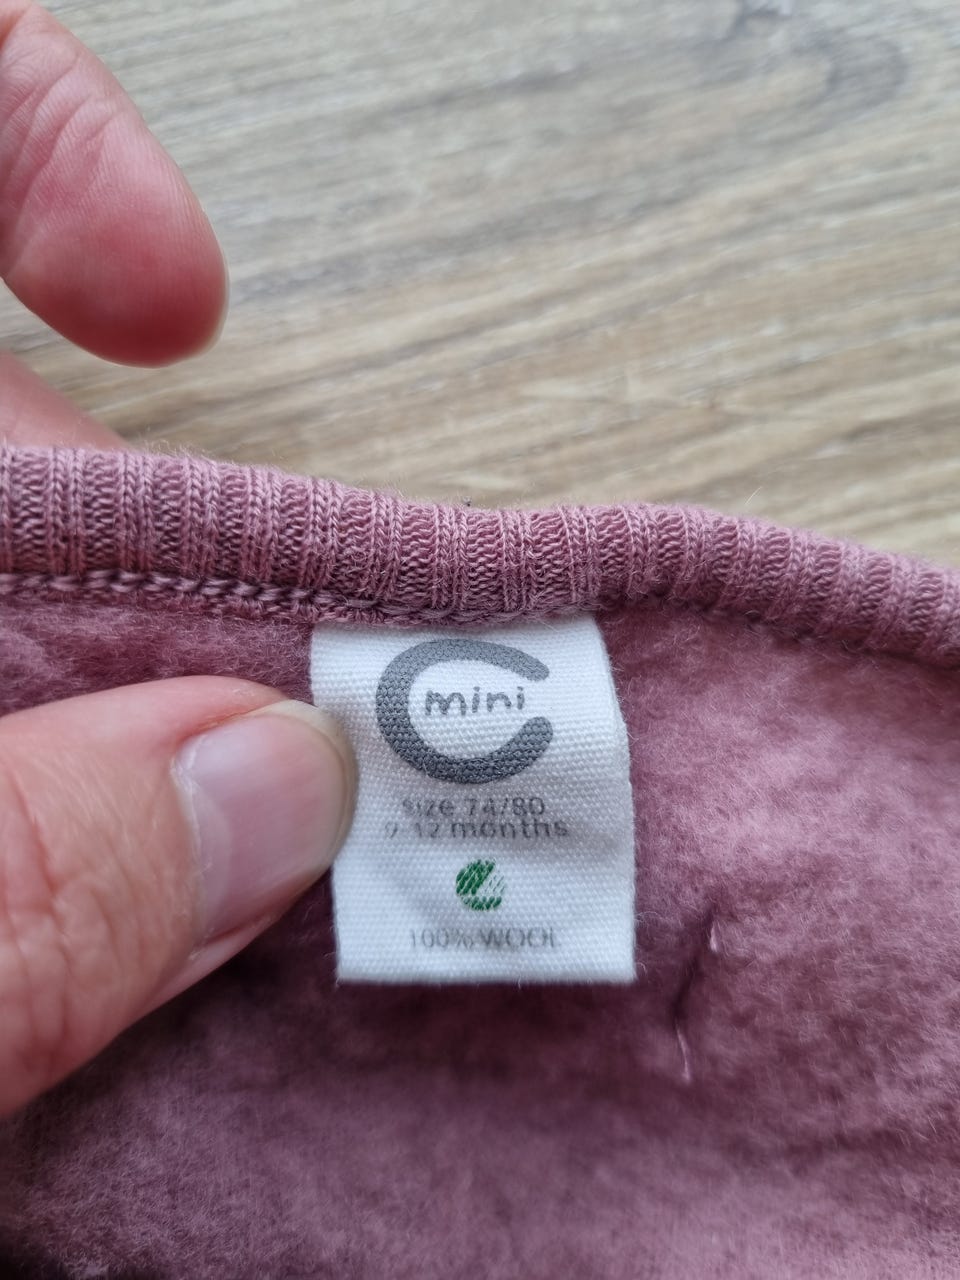 mini
size 74/80
9-12 months
100% WOOL